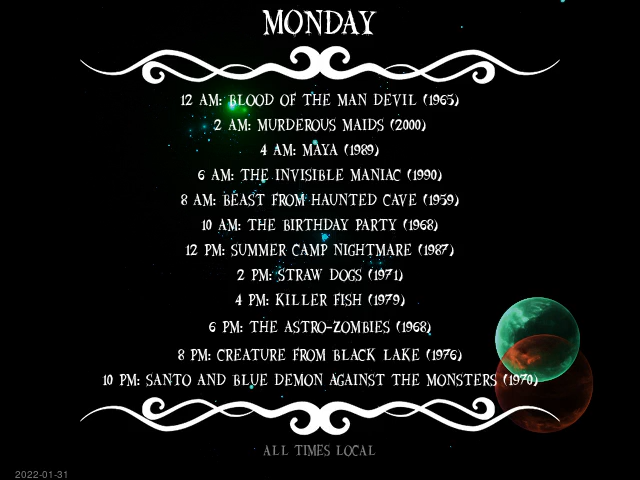 MONDAY
12 AM: BLOOD OF THE MAN DEVIL (1965)
2 AM: MURDEROUS MAIDS (2000)
4 AM: MAYA (1989)
6 AM: THE INVISIBLE MANIAC (1990)
8 AM: BEAST FROM HAUNTED CAVE (1959)
10 AM: THE BIRTHDAY PARTY (1968)
12 PM: SUMMER CAMP NIGHTMARE (1987)
2 PM: STRAW DOGS (1971)
4 PM: KILLER FISH (1979)
6 PM: THE ASTRO-ZOMBIES (1968)
8 PM: CREATURE FROM BLACK LAKE (1976)
10 PM: SANTO AND BLUE DEMON AGAINST THE MONSTERS (1970)
ALL TIMES LOCAL
2022-01-31